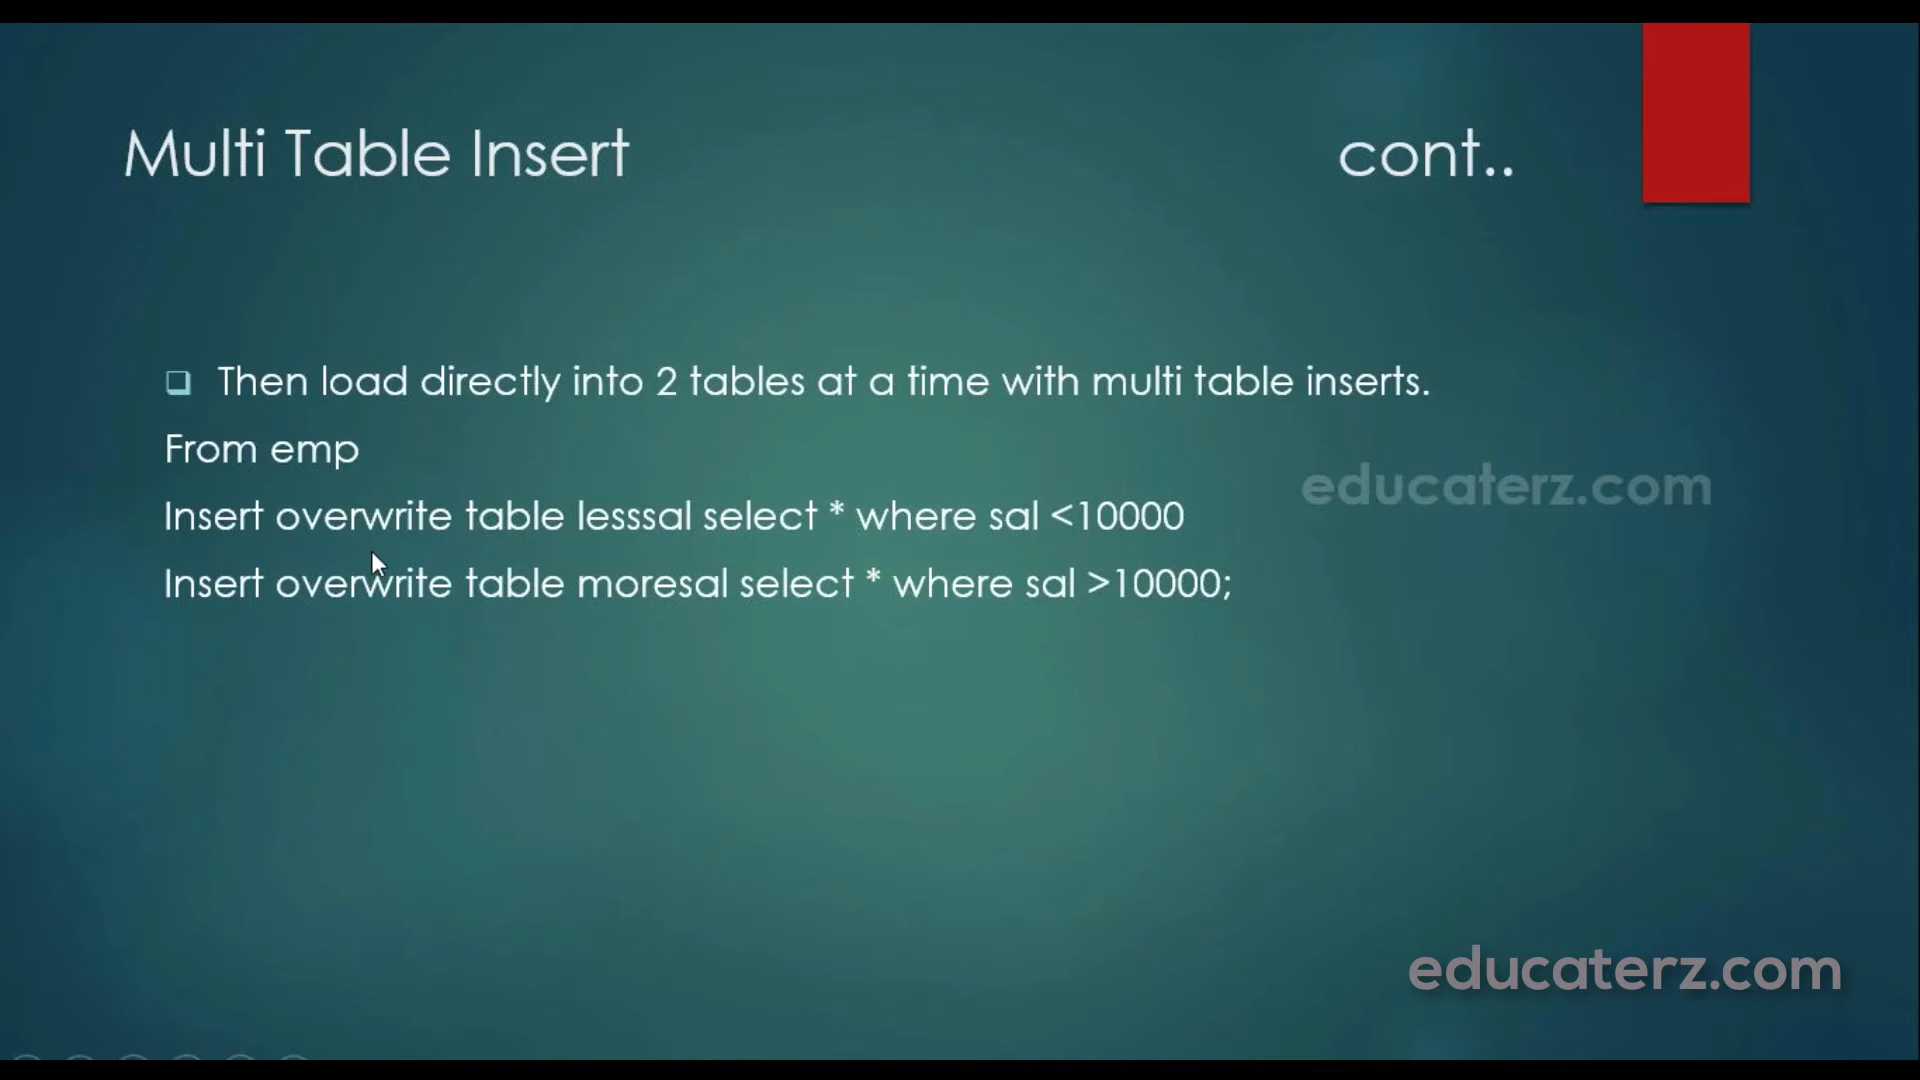 Multi Table Insert cont..
Then load directly into 2 tables at a time with multi table inserts.
From emp
educaterz.com
Insert overwrite table lesssal select * where sal <10000
Insert overwrite table moresal select * where sal >10000;
educaterz.com